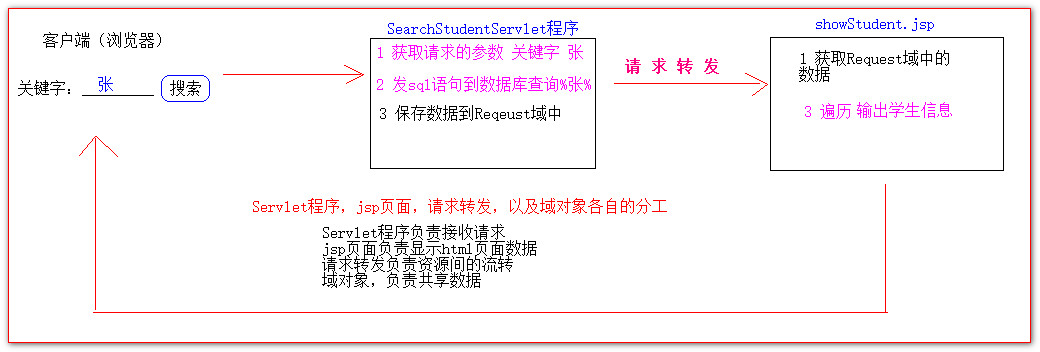 客户端（浏览器）
关键字：张 搜索
SearchStudentServlet程序
1 获取请求的参数 关键字 张
2 发sql语句到数据库查询%张%
3 保存数据到Reqeust域中
请 求 转 发
showStudent.jsp
1 获取Request域中的
数据
3 遍历 输出学生信息
Servlet程序，jsp页面，请求转发，以及域对象各自的分工
Servlet程序负责接收请求
jsp页面负责显示html页面数据
请求转发负责资源间的流转
域对象，负责共享数据